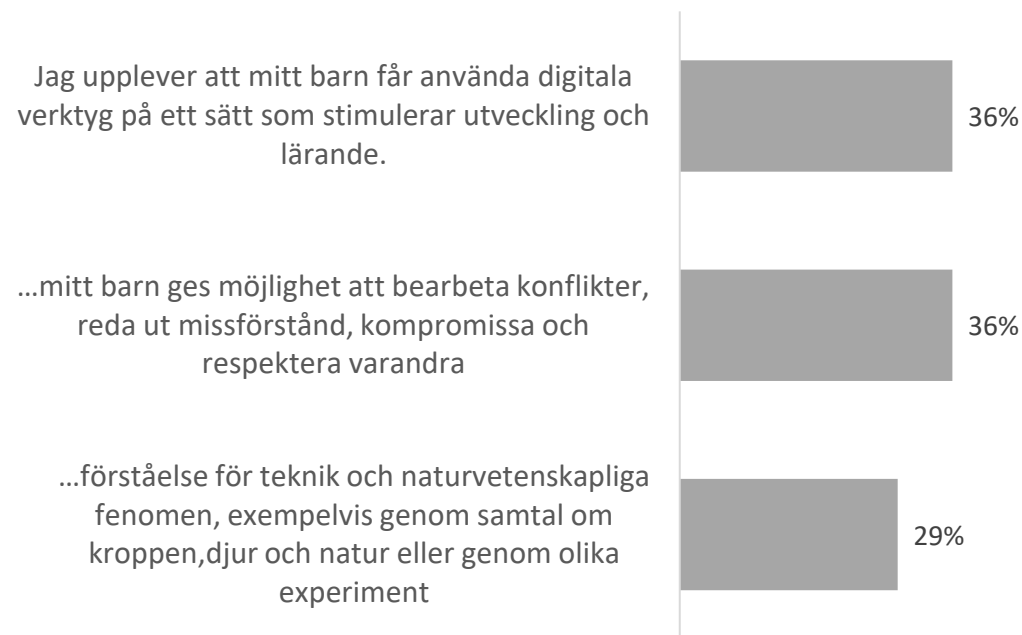 Jag upplever att mitt barn får använda digitala
verktyg på ett sätt som stimulerar utveckling och
lärande.
36%
…mitt barn ges möjlighet att bearbeta konflikter,
reda ut missförstånd, kompromissa och
respektera varandra
36%
…förståelse för teknik och naturvetenskapliga
fenomen, exempelvis genom samtal om
kroppen,djur och natur eller genom olika
experiment
29%